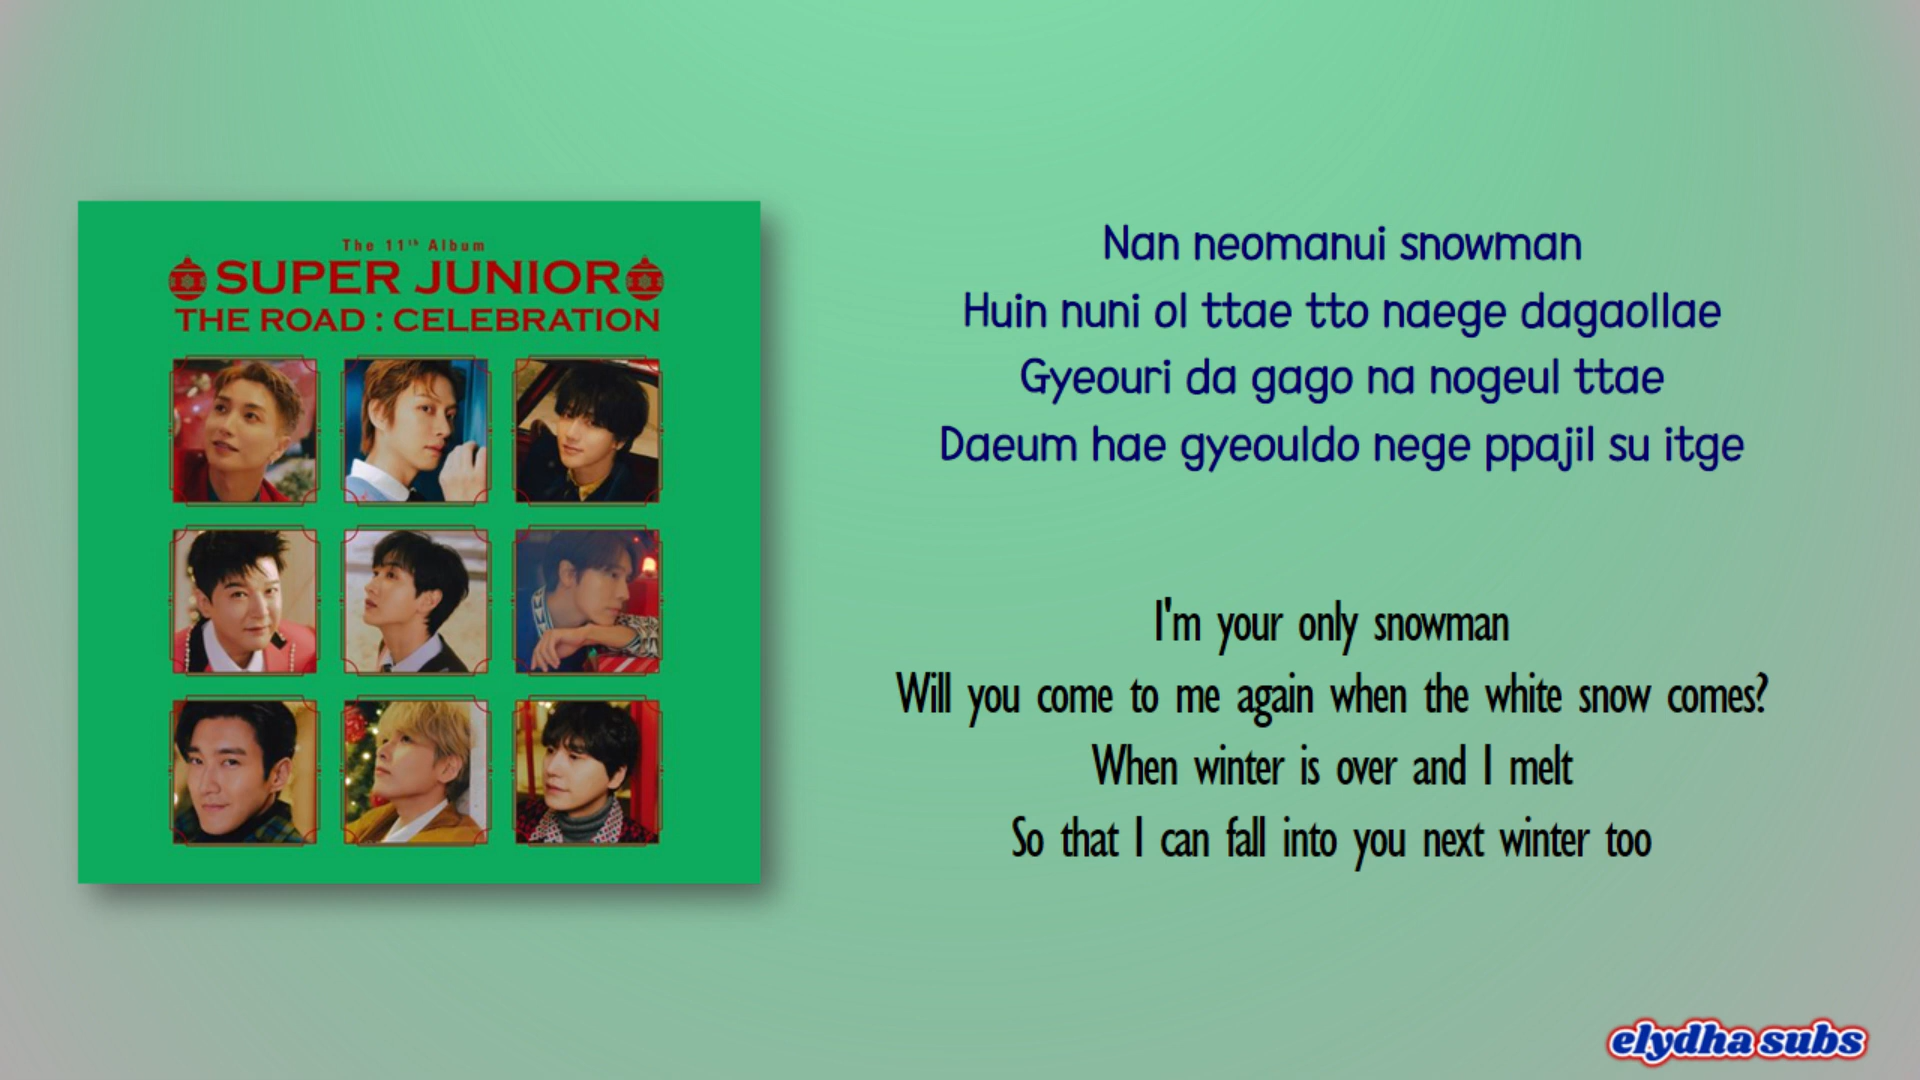 The 11th Album
SUPER JUNIOR
THE ROAD : CELEBRATION
Nan neomanui snowman
Huin nuni ol ttae tto naege dagaollae
Gyeouri da gago na nogeul ttae
Daeum hae gyeouldo nege ppajil su itge
I'm your only snowman
Will you come to me again when the white snow comes?
When winter is over and I melt
So that I can fall into you next winter too
elydha subs